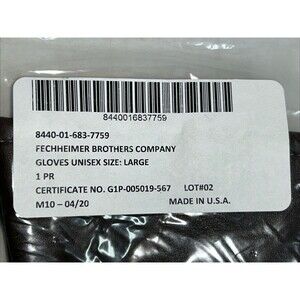 8440016837759
8440-01-683-7759
FECHHEIMER BROTHERS COMPANY
GLOVES UNISEX SIZE: LARGE
1 PR
CERTIFICATE NO. G1P-005019-567 LOT#02
M10 – 04/20 MADE IN U.S.A.